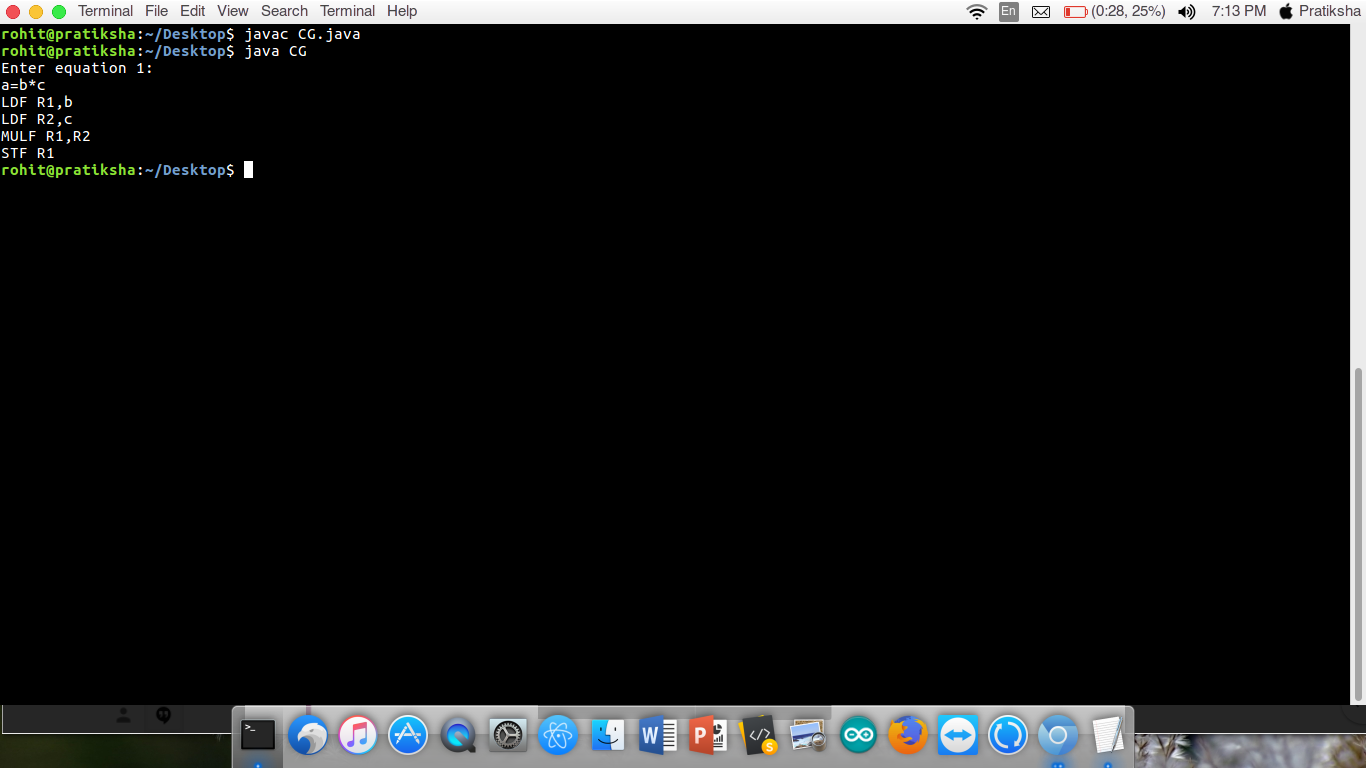 Terminal File Edit View Search Terminal Help En (0:28, 25%) 7:13 PM Pratiksha
rohit@pratiksha:~/Desktop$ javac CG.java
rohit@pratiksha:~/Desktop$ java CG
Enter equation 1:
a=b*c
LDF R1,b
LDF R2,c
MULF R1,R2
STF R1
rohit@pratiksha:~/Desktop$
>_ W P </> S